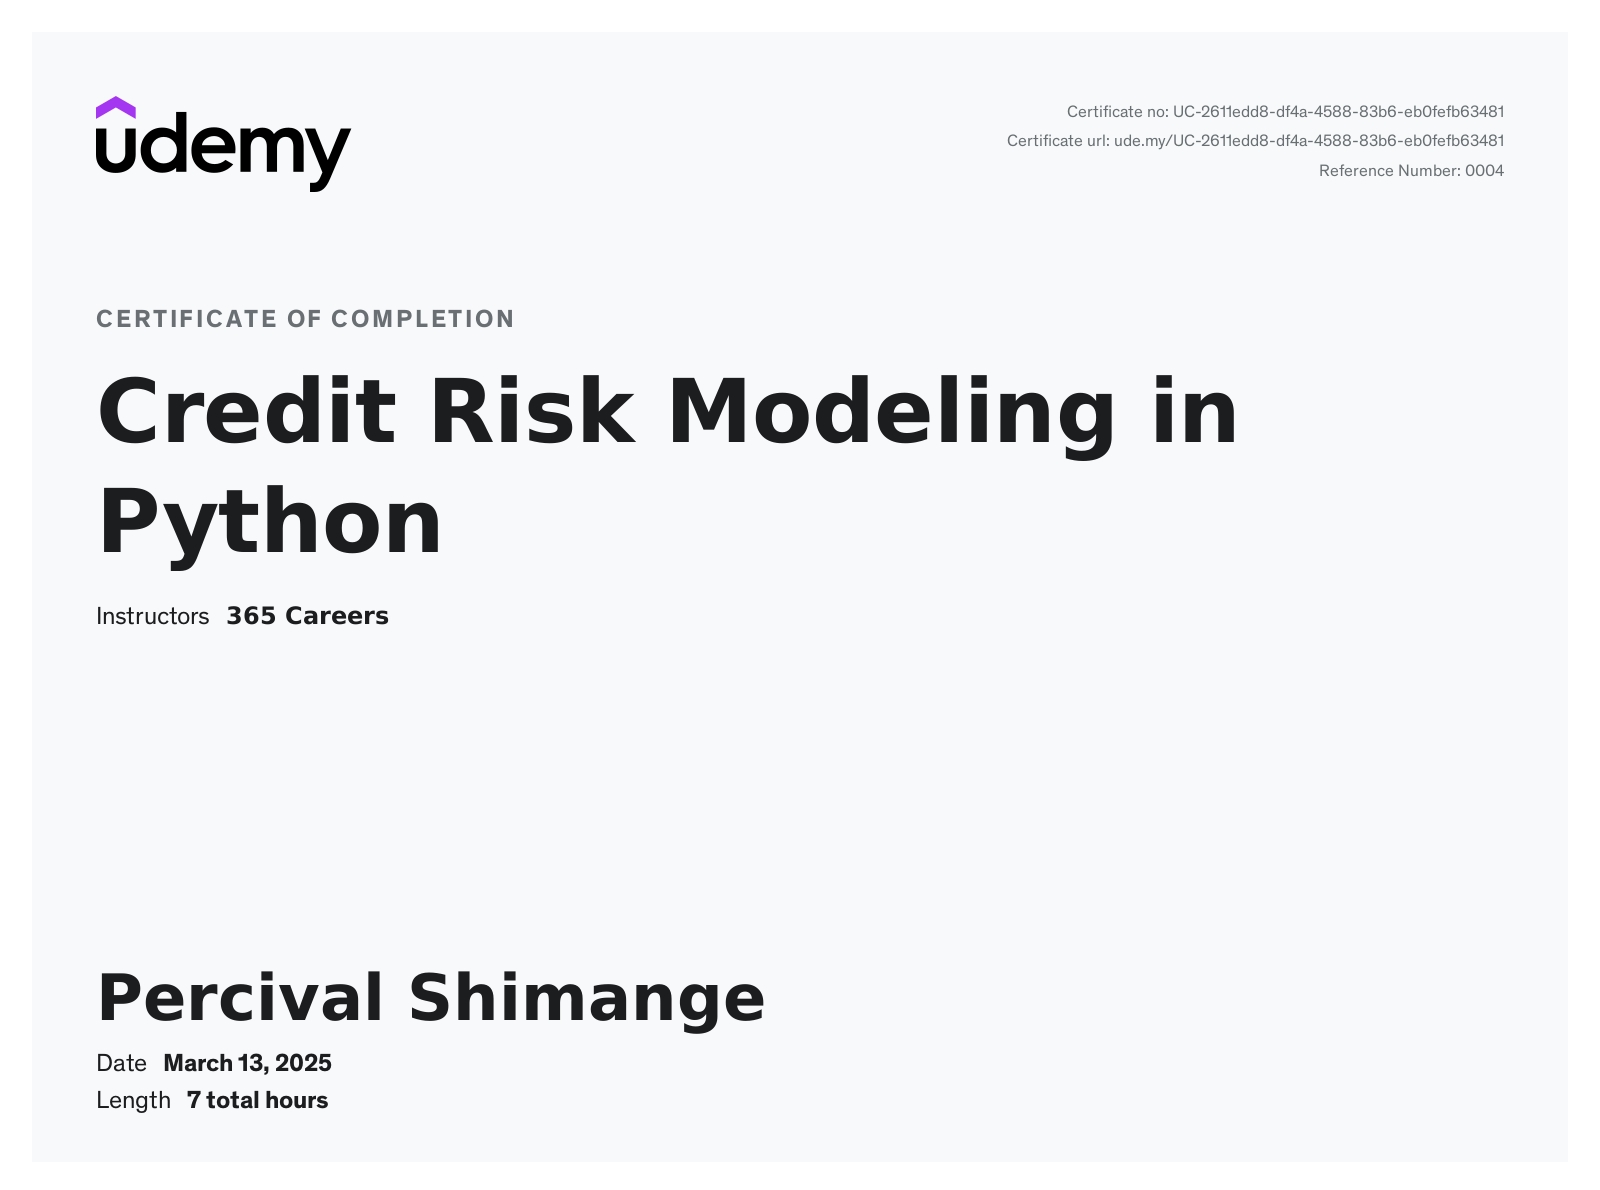 udemy
Certificate no: UC-2611edd8-df4a-4588-83b6-eb0fefb63481
Certificate url: ude.my/UC-2611edd8-df4a-4588-83b6-eb0fefb63481
Reference Number: 0004
CERTIFICATE OF COMPLETION
Credit Risk Modeling in
Python
Instructors 365 Careers
Percival Shimange
Date March 13, 2025
Length 7 total hours